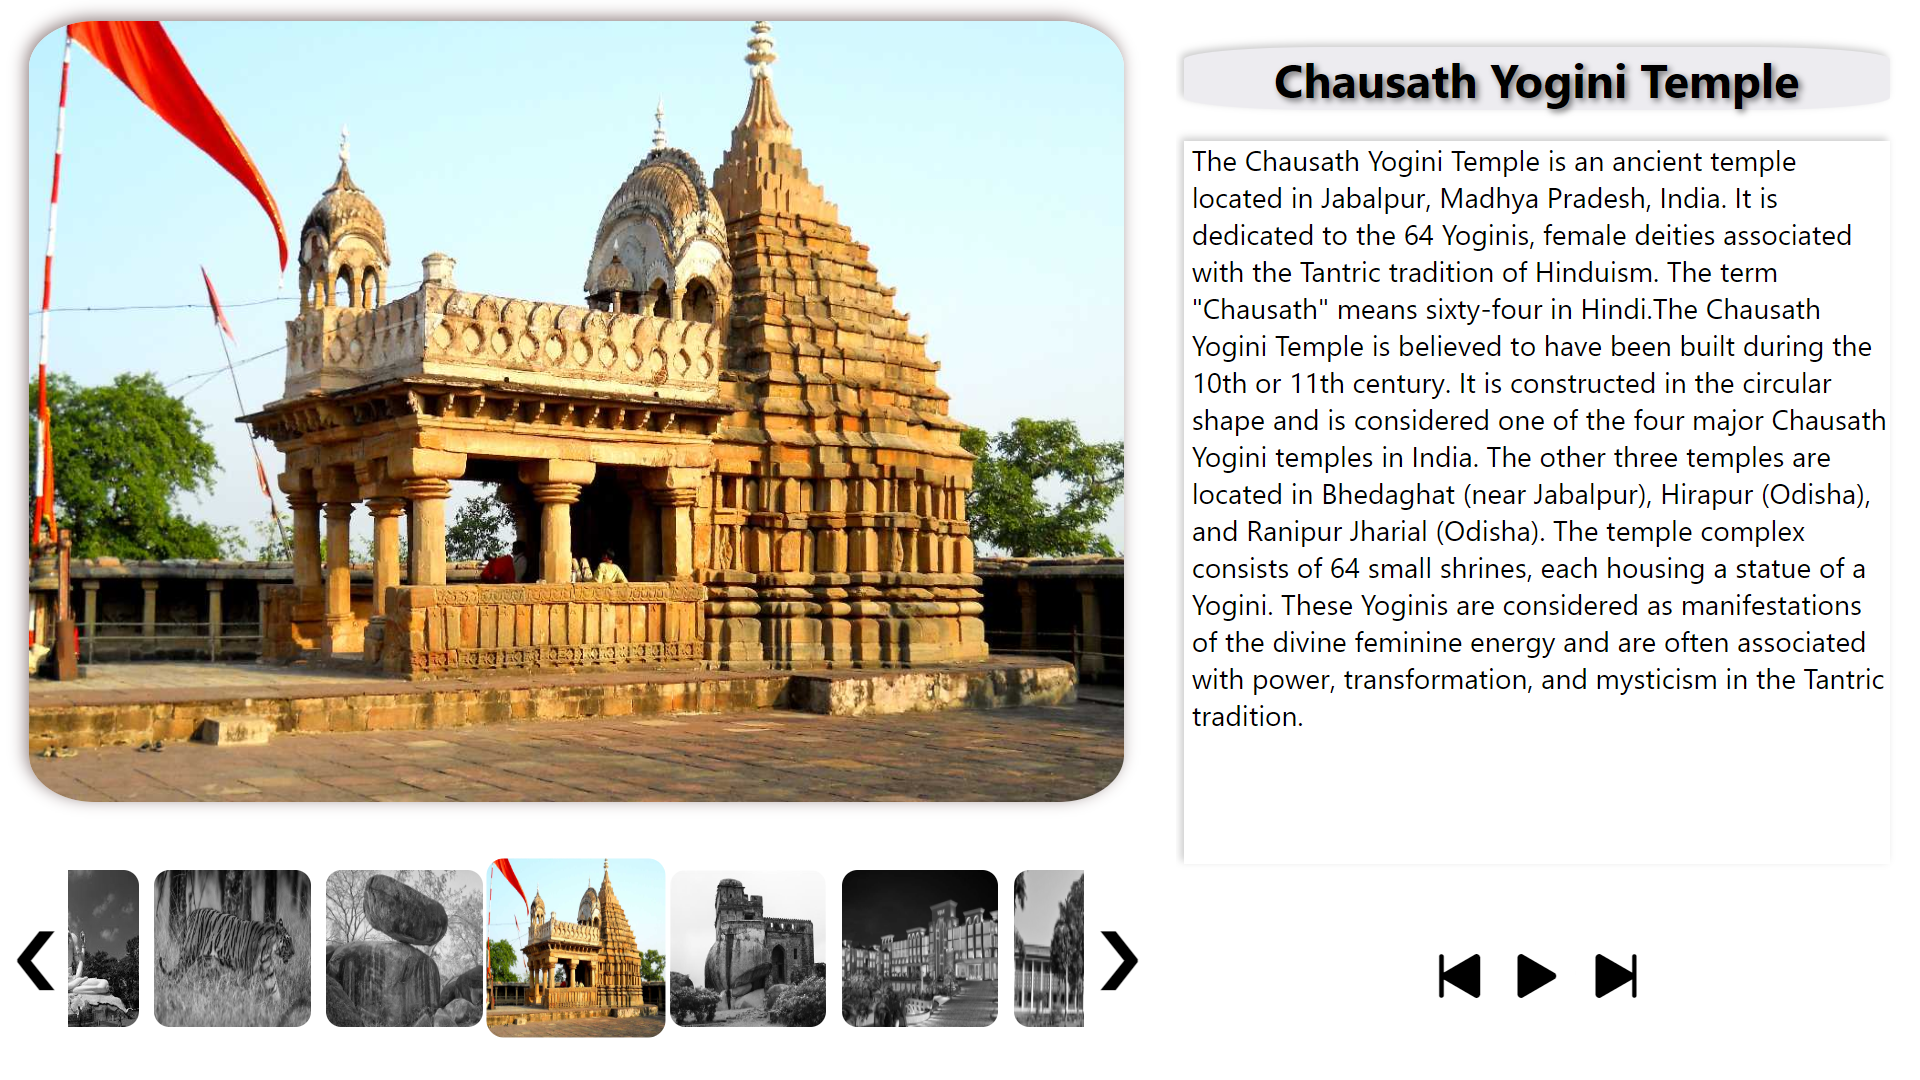 Chausath Yogini Temple
The Chausath Yogini Temple is an ancient temple
located in Jabalpur, Madhya Pradesh, India. It is
dedicated to the 64 Yoginis, female deities associated
with the Tantric tradition of Hinduism. The term
"Chausath" means sixty-four in Hindi.The Chausath
Yogini Temple is believed to have been built during the
10th or 11th century. It is constructed in the circular
shape and is considered one of the four major Chausath
Yogini temples in India. The other three temples are
located in Bhedaghat (near Jabalpur), Hirapur (Odisha),
and Ranipur Jharial (Odisha). The temple complex
consists of 64 small shrines, each housing a statue of a
Yogini. These Yoginis are considered as manifestations
of the divine feminine energy and are often associated
with power, transformation, and mysticism in the Tantric
tradition.